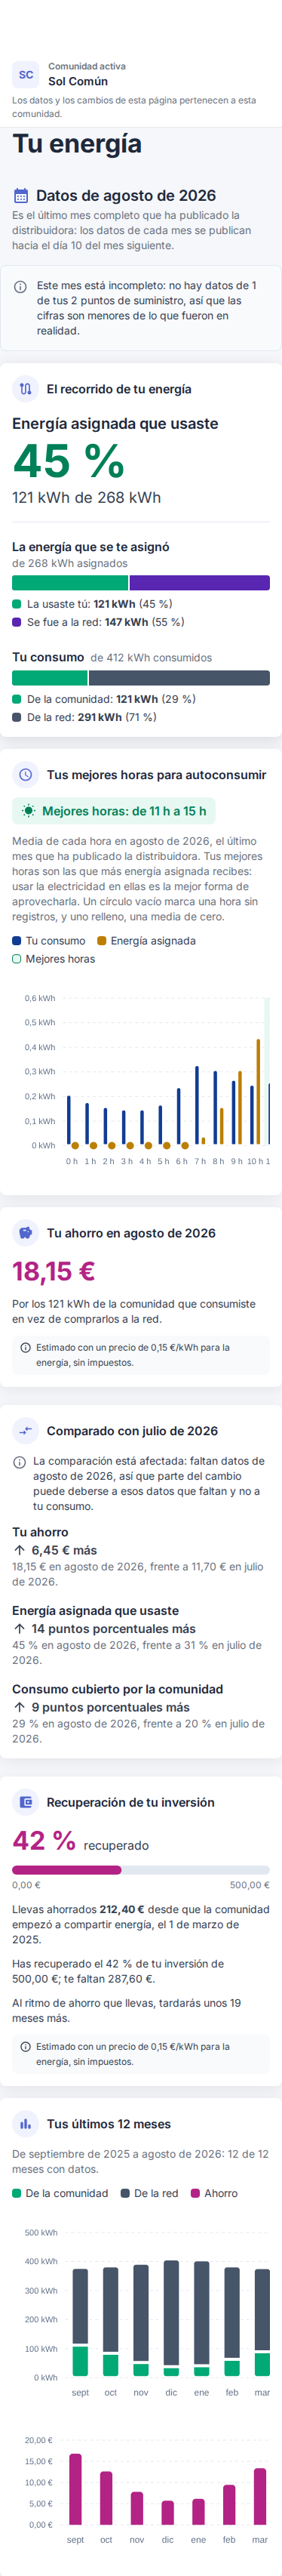 SC
Comunidad activa
Sol Común
Los datos y los cambios de esta página pertenecen a esta
comunidad.
Tu energía
Datos de agosto de 2026
Es el último mes completo que ha publicado la
distribuidora: los datos de cada mes se publican
hacia el día 10 del mes siguiente.
Este mes está incompleto: no hay datos de 1
de tus 2 puntos de suministro, así que las
cifras son menores de lo que fueron en
realidad.
El recorrido de tu energía
Energía asignada que usaste
45 %
121 kWh de 268 kWh
La energía que se te asignó
de 268 kWh asignados
La usaste tú: 121 kWh (45 %)
Se fue a la red: 147 kWh (55 %)
Tu consumo de 412 kWh consumidos
De la comunidad: 121 kWh (29 %)
De la red: 291 kWh (71 %)
Tus mejores horas para autoconsumir
Mejores horas: de 11 h a 15 h
Media de cada hora en agosto de 2026, el último
mes que ha publicado la distribuidora. Tus mejores
horas son las que más energía asignada recibes:
usar la electricidad en ellas es la mejor forma de
aprovecharla. Un círculo vacío marca una hora sin
registros, y uno relleno, una media de cero.
Tu consumo Energía asignada
Mejores horas
0,6 kWh
0,5 kWh
0,4 kWh
0,3 kWh
0,2 kWh
0,1 kWh
0 kWh
0 h 1 h 2 h 3 h 4 h 5 h 6 h 7 h 8 h 9 h 10 h 1
Tu ahorro en agosto de 2026
18,15 €
Por los 121 kWh de la comunidad que consumiste
en vez de comprarlos a la red.
Estimado con un precio de 0,15 €/kWh para la
energía, sin impuestos.
Comparado con julio de 2026
La comparación está afectada: faltan datos de
agosto de 2026, así que parte del cambio
puede deberse a esos datos que faltan y no a
tu consumo.
Tu ahorro
6,45 € más
18,15 € en agosto de 2026, frente a 11,70 € en julio
de 2026.
Energía asignada que usaste
14 puntos porcentuales más
45 % en agosto de 2026, frente a 31 % en julio de
2026.
Consumo cubierto por la comunidad
9 puntos porcentuales más
29 % en agosto de 2026, frente a 20 % en julio de
2026.
Recuperación de tu inversión
42 % recuperado
0,00 € 500,00 €
Llevas ahorrados 212,40 € desde que la comunidad
empezó a compartir energía, el 1 de marzo de
2025.
Has recuperado el 42 % de tu inversión de
500,00 €; te faltan 287,60 €.
Al ritmo de ahorro que llevas, tardarás unos 19
meses más.
Estimado con un precio de 0,15 €/kWh para la
energía, sin impuestos.
Tus últimos 12 meses
De septiembre de 2025 a agosto de 2026: 12 de 12
meses con datos.
De la comunidad De la red Ahorro
500 kWh
400 kWh
300 kWh
200 kWh
100 kWh
0 kWh
sept oct nov dic ene feb mar
20,00 €
15,00 €
10,00 €
5,00 €
0,00 €
sept oct nov dic ene feb mar